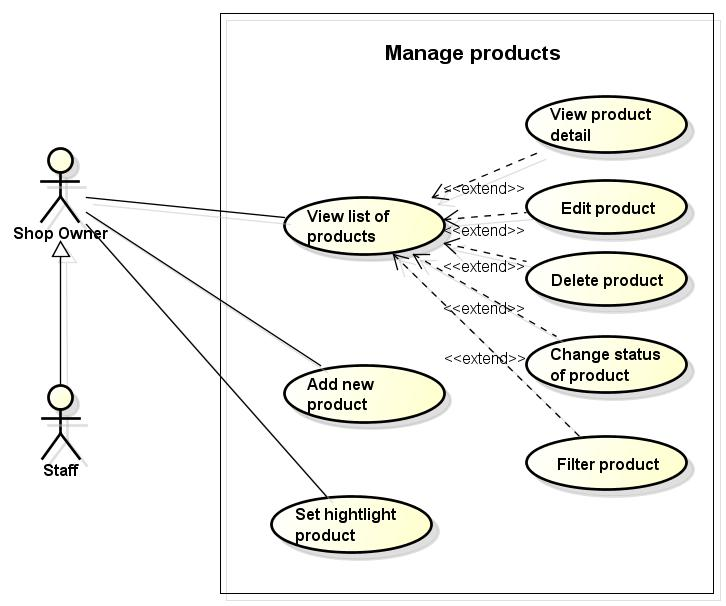 Manage products
View product
detail
<<extend>>
Shop Owner
View list of
products
Edit product
<<extend>>
<<extend>>
Delete product
<<extend>>
Change status
of product
<<extend>>
Add new
product
Staff
Filter product
Set hightlight
product